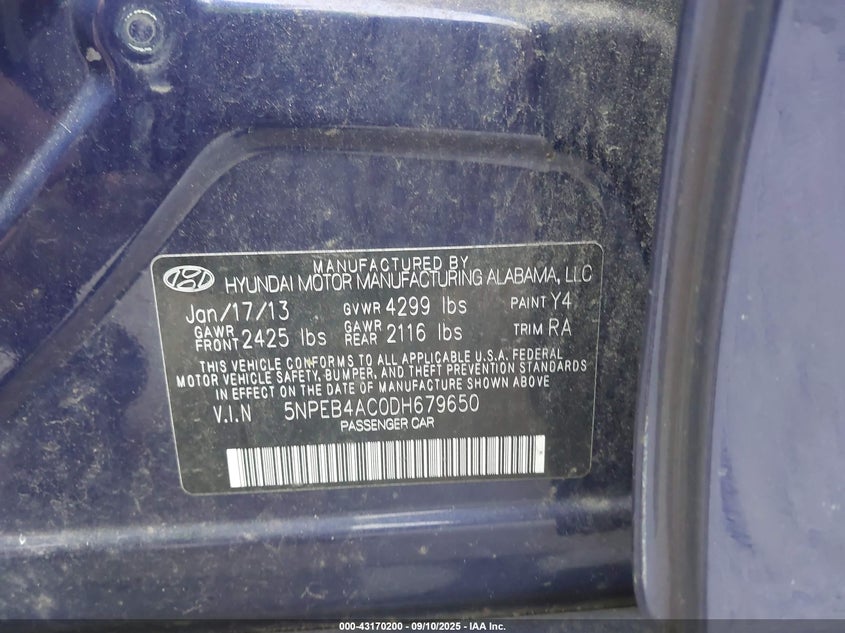 MANUFACTURED BY
HYUNDAI MOTOR MANUFACTURING ALABAMA, LLC
Jan/17/13 GVWR 4299 lbs PAINT Y4
GAWR FRONT 2425 lbs GAWR REAR 2116 lbs TRIM RA
THIS VEHICLE CONFORMS TO ALL APPLICABLE U.S.A. FEDERAL
MOTOR VEHICLE SAFETY, BUMPER, AND THEFT PREVENTION STANDARDS
IN EFFECT ON THE DATE OF MANUFACTURE SHOWN ABOVE
V.I.N 5NPEB4AC0DH679650
PASSENGER CAR
000-43170200 - 09/10/2025 - IAA Inc.